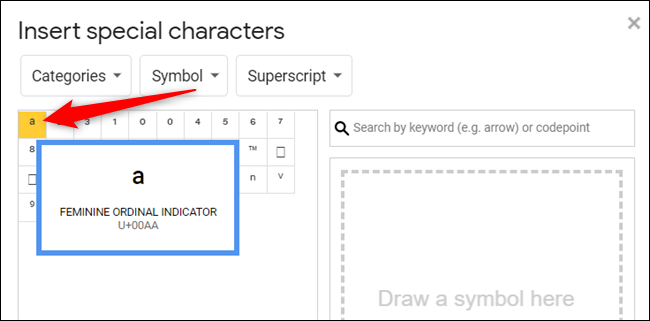 Insert special characters
×
Categories Symbol Superscript
a 3 1 0 0 4 5 6 7
Search by keyword (e.g. arrow) or codepoint
8 ™
a
n v
FEMININE ORDINAL INDICATOR
U+00AA
9
Draw a symbol here